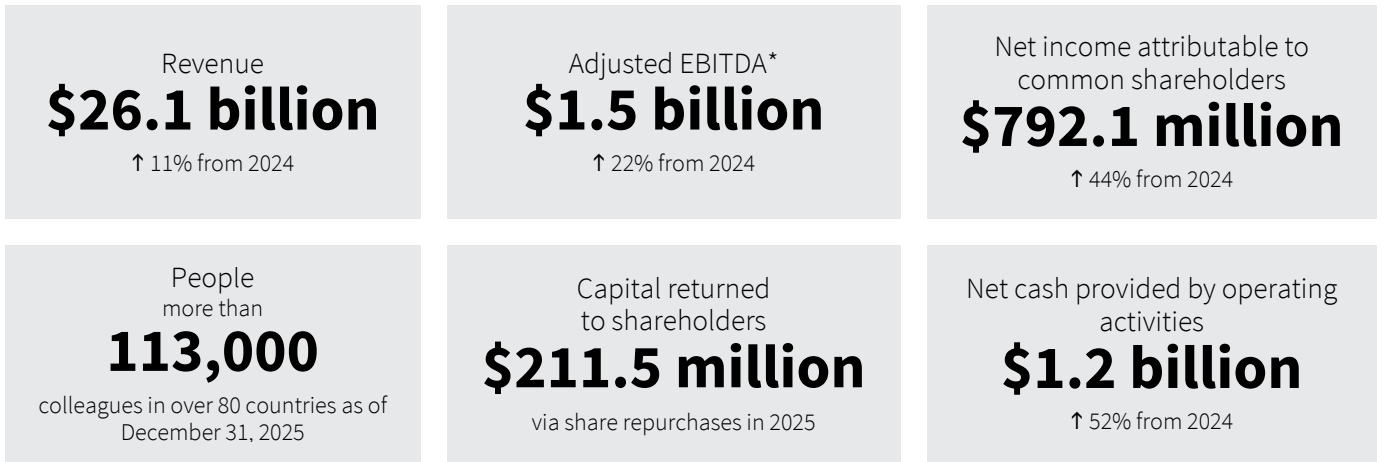 Revenue
$26.1 billion
↑ 11% from 2024
Adjusted EBITDA*
$1.5 billion
↑ 22% from 2024
Net income attributable to
common shareholders
$792.1 million
↑ 44% from 2024
People
more than
113,000
colleagues in over 80 countries as of
December 31, 2025
Capital returned
to shareholders
$211.5 million
via share repurchases in 2025
Net cash provided by operating
activities
$1.2 billion
↑ 52% from 2024